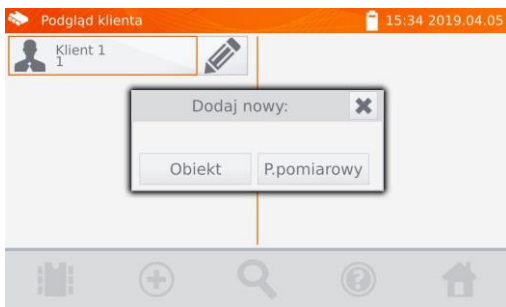 Podgląd klienta 15:34 2019.04.05
Klient 1
1
Dodaj nowy:
Obiekt P.pomiarowy